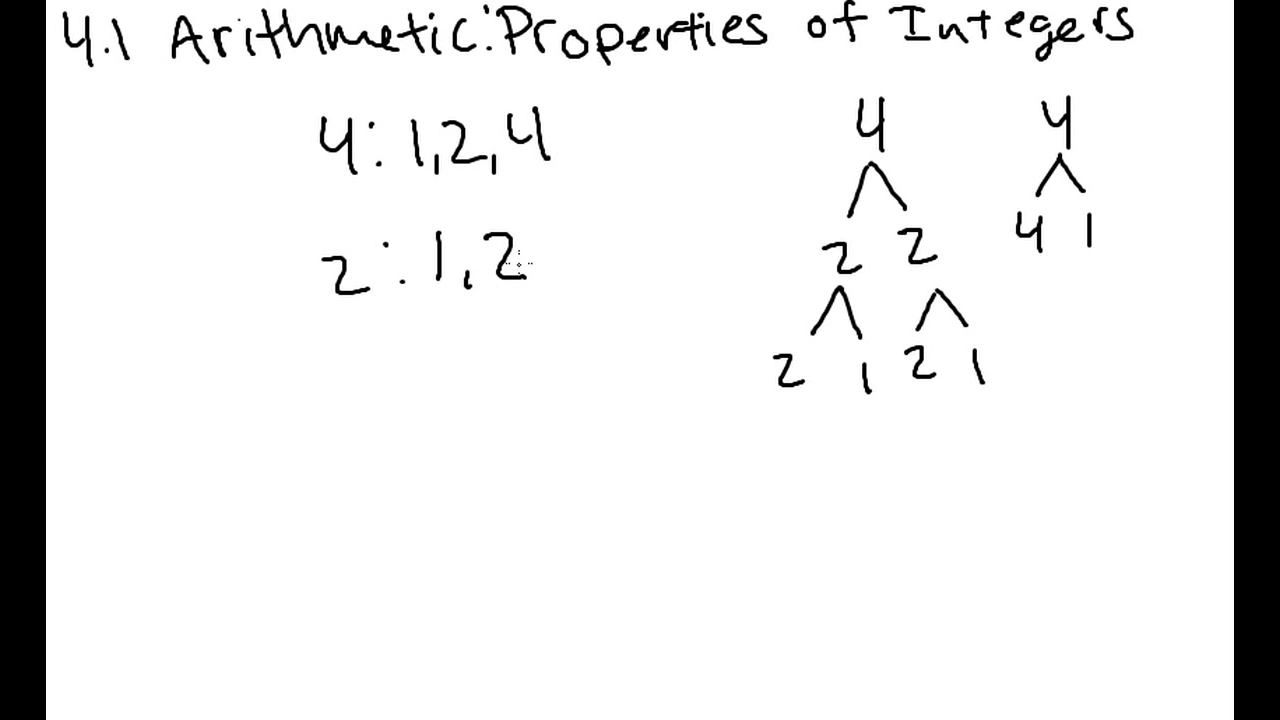 4.1 Arithmetic: Properties of Integers
4: 1, 2, 4
2: 1, 2
4
2 2
2 1 2 1
4
4 1